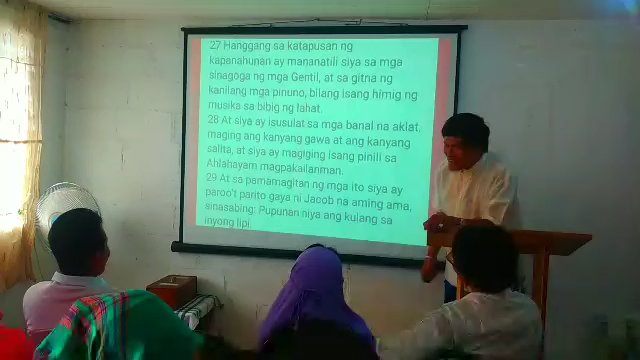 27 Hanggang sa katapusan ng
kapanahunan ay mananatili siya sa mga
sinagoga ng mga Gentil, at sa gitna ng
kanilang mga pinuno, bilang isang himig ng
musiks sa bibig ng lahat.
28 At siya ay isusulat sa mga banal na aklat,
maging ang kanyang gawa at ang kanyang
salita, at siya ay magiging isang pinili sa
Ahlahayam magpakailanman.
29 At sa pamamagitan ng mga ito siya ay
paroo't parito gaya ni Jacob na aming ama,
sinasabing: Pupunan niya ang kulang sa
inyong lipi.